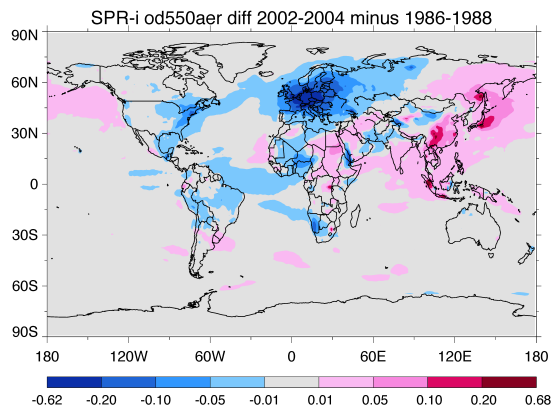 SPR-i od550aer diff 2002-2004 minus 1986-1988
90N
60N
30N
0
30S
60S
90S
180 120W 60W 0 60E 120E 180
-0.62 -0.20 -0.10 -0.05 -0.01 0.01 0.05 0.10 0.20 0.68